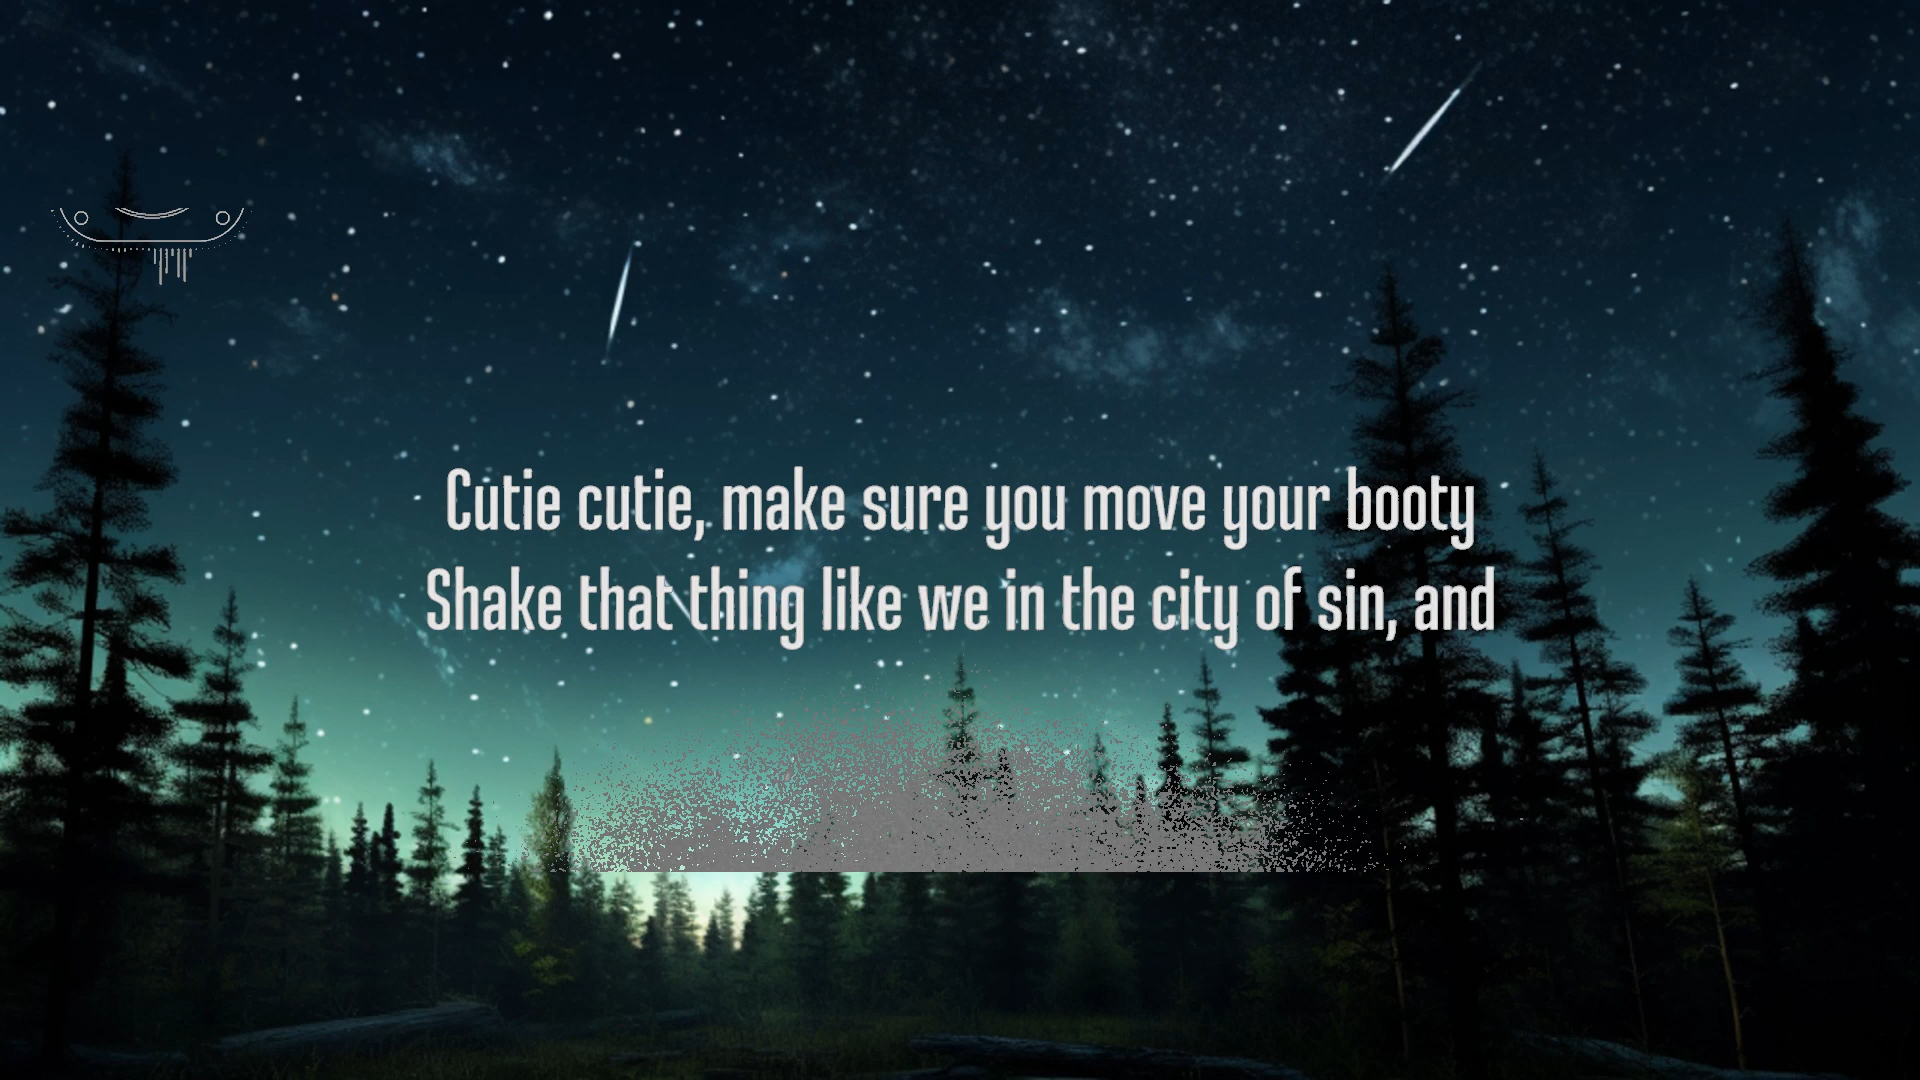 Cutie cutie, make sure you move your booty
Shake that thing like we in the city of sin, and